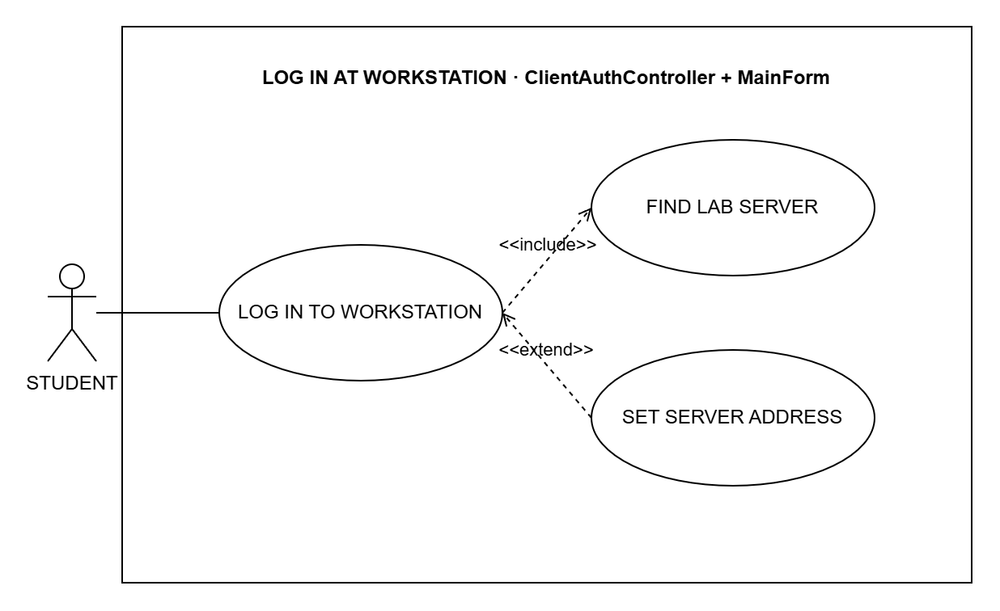 LOG IN AT WORKSTATION · ClientAuthController + MainForm
FIND LAB SERVER
<<include>>
LOG IN TO WORKSTATION
<<extend>>
STUDENT
SET SERVER ADDRESS